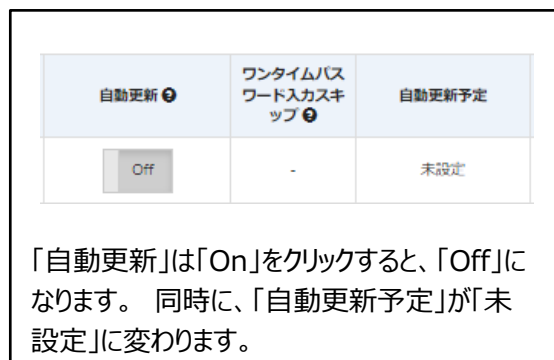 自動更新 ?
ワンタイムパス
ワード入力スキ
ップ ?
自動更新予定
Off
-
未設定
「自動更新」は「On」をクリックすると、「Off」に
なります。 同時に、「自動更新予定」が「未
設定」に変わります。